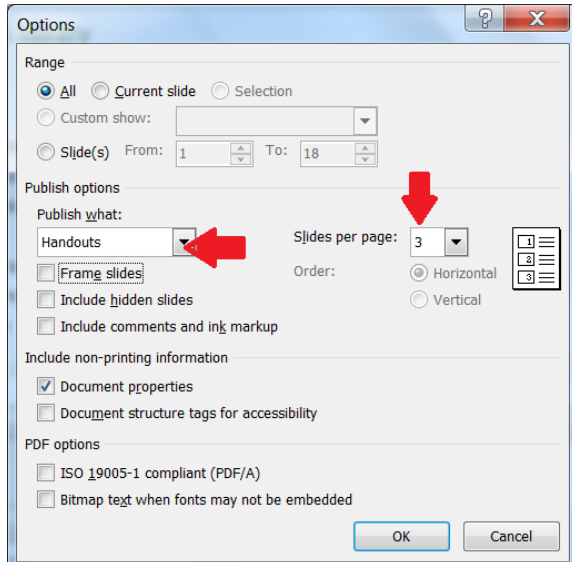 Options
Range
All Current slide Selection
Custom show:
Slide(s) From: 1 To: 18
Publish options
Publish what:
Handouts Slides per page: 3
1
2
3
Frame slides Order: Horizontal
Include hidden slides Vertical
Include comments and ink markup
Include non-printing information
Document properties
Document structure tags for accessibility
PDF options
ISO 19005-1 compliant (PDF/A)
Bitmap text when fonts may not be embedded
OK Cancel